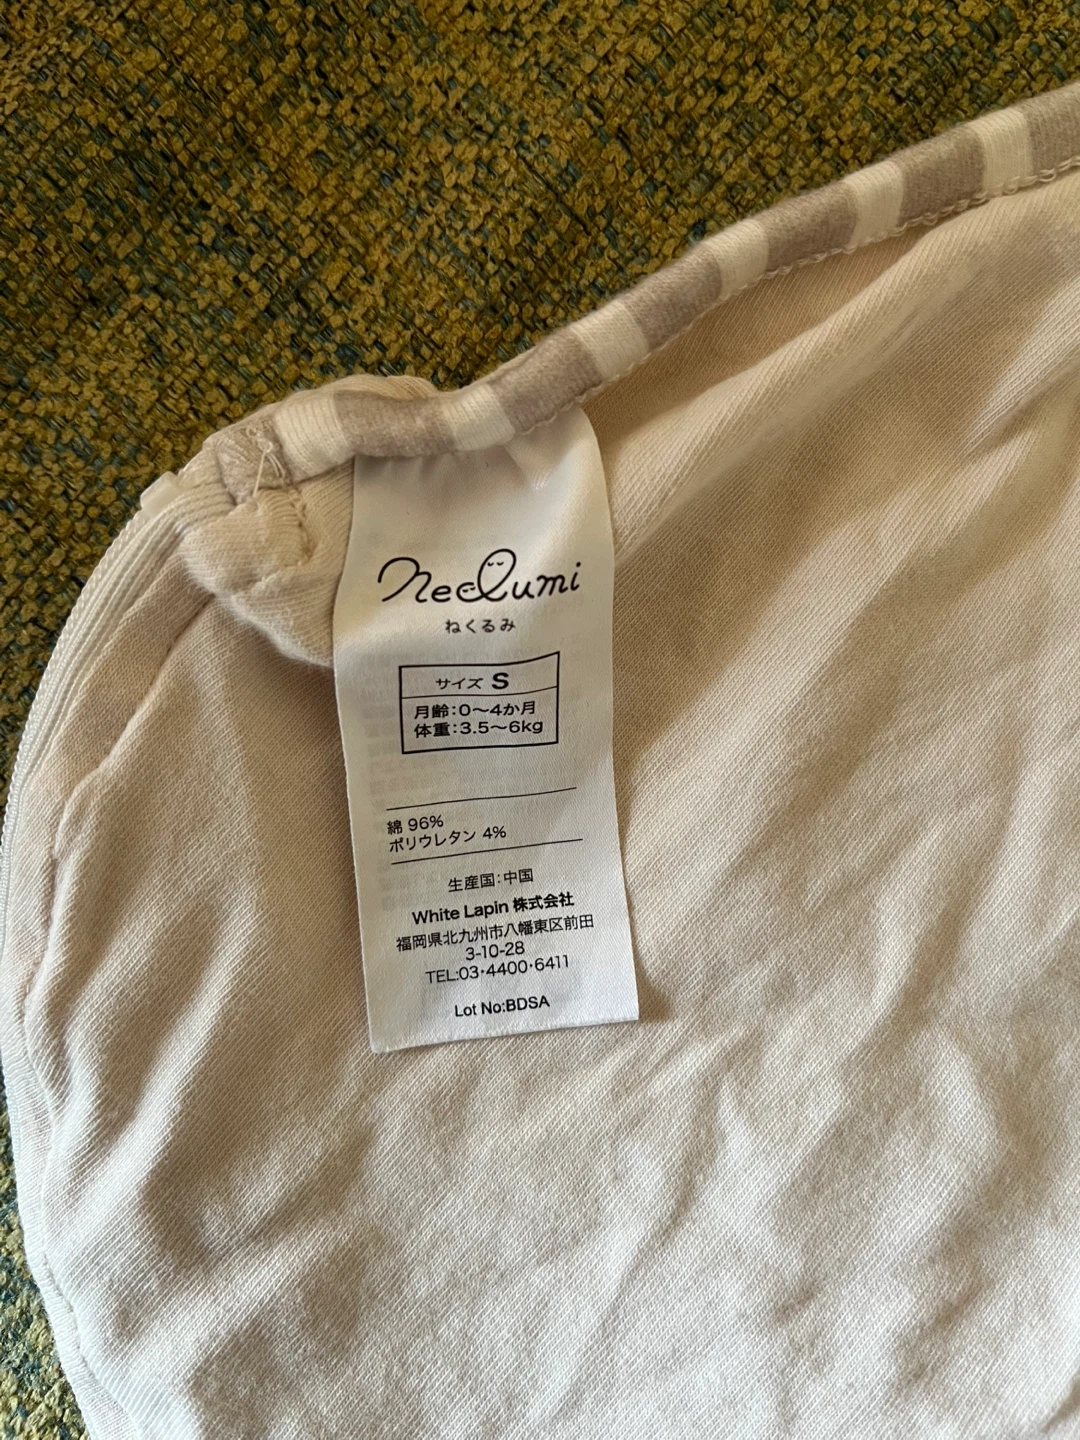 neQumi
ねくるみ
サイズ S
月齢:0〜4か月
体重:3.5〜6kg
綿 96%
ポリウレタン 4%
生産国:中国
White Lapin 株式会社
福岡県北九州市八幡東区前田
3-10-28
TEL:03・4400・6411
Lot No:BDSA